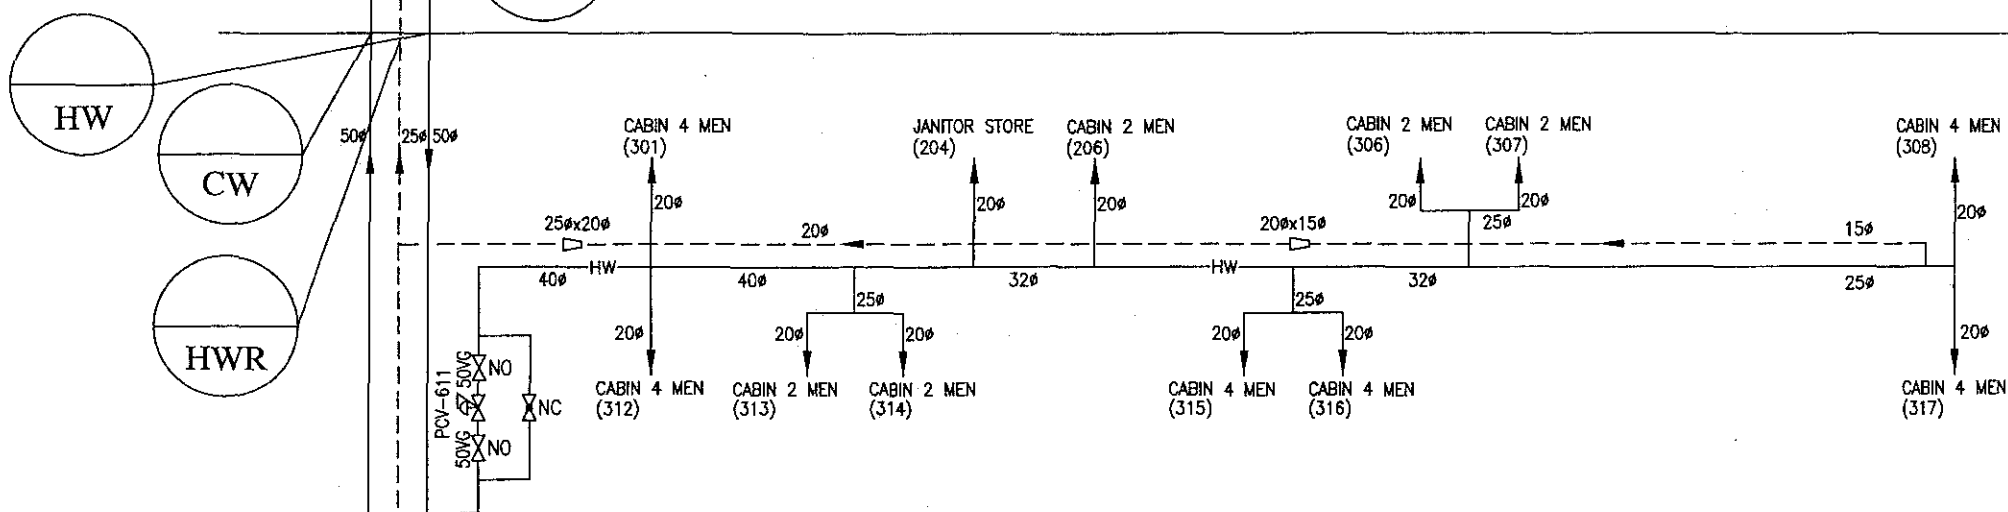 HW
CW
HWR
50ø
25ø
50ø
CABIN 4 MEN
(301)
JANITOR STORE
(204)
CABIN 2 MEN
(206)
CABIN 2 MEN
(306)
CABIN 2 MEN
(307)
CABIN 4 MEN
(308)
20ø
20ø
20ø
20ø
20ø
20ø
25øx20ø
20ø
20øx15ø
25ø
15ø
HW
HW
40ø
40ø
32ø
32ø
25ø
25ø
25ø
20ø
20ø
20ø
20ø
20ø
20ø
PCV-611
50VG
NO
NC
50VG
NO
CABIN 4 MEN
(312)
CABIN 2 MEN
(313)
CABIN 2 MEN
(314)
CABIN 4 MEN
(315)
CABIN 4 MEN
(316)
CABIN 4 MEN
(317)